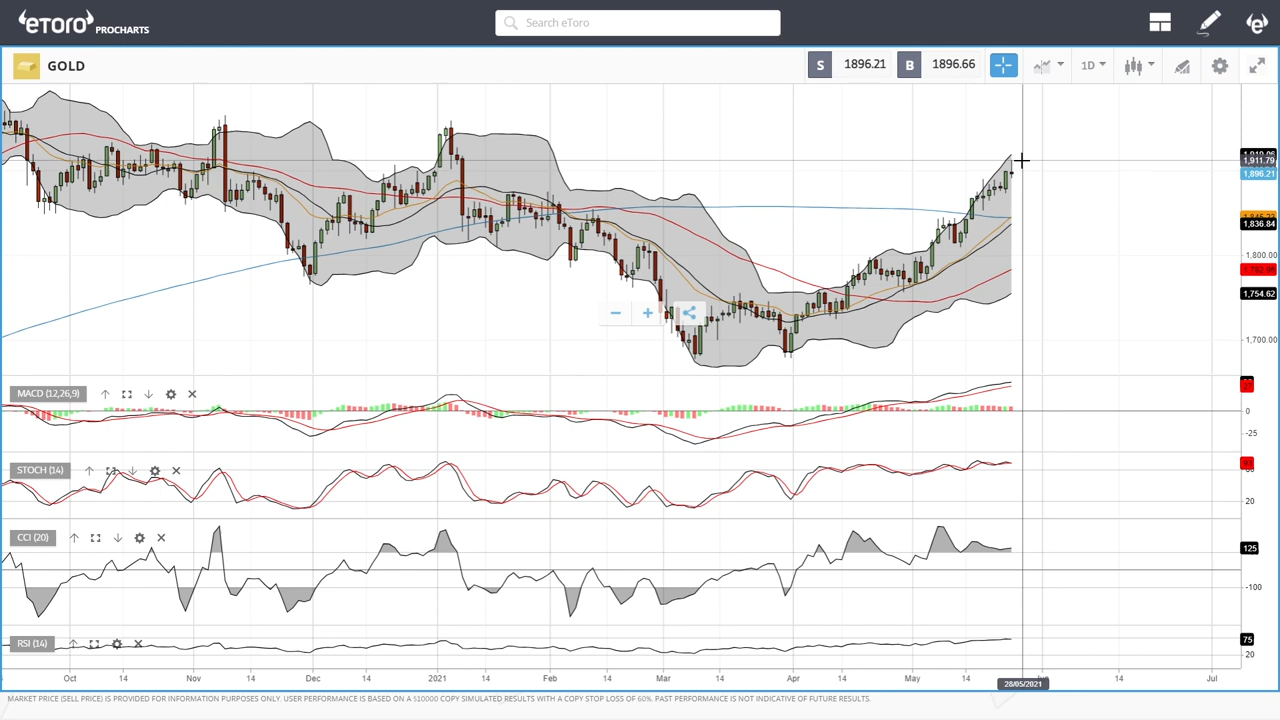 eToro PROCHARTS
Search eToro
GOLD
S 1896.21 B 1896.66
1D
1,911.79
1,896.21
1,836.84
1,800.00
1,754.62
1,700.00
MACD (12,26,9)
0
-25
STOCH (14)
20
CCI (20)
125
-100
RSI (14)
75
20
Oct 14 Nov 14 Dec 14 2021 14 Feb 14 Mar 14 Apr 14 May 14 14 Jul
28/05/2021
MARKET PRICE (SELL PRICE) IS PROVIDED FOR INFORMATION PURPOSES ONLY. USER PERFORMANCE IS BASED ON A $10000 COPY SIMULATED RESULTS WITH A COPY STOP LOSS OF 60%. PAST PERFORMANCE IS NOT INDICATIVE OF FUTURE RESULTS.